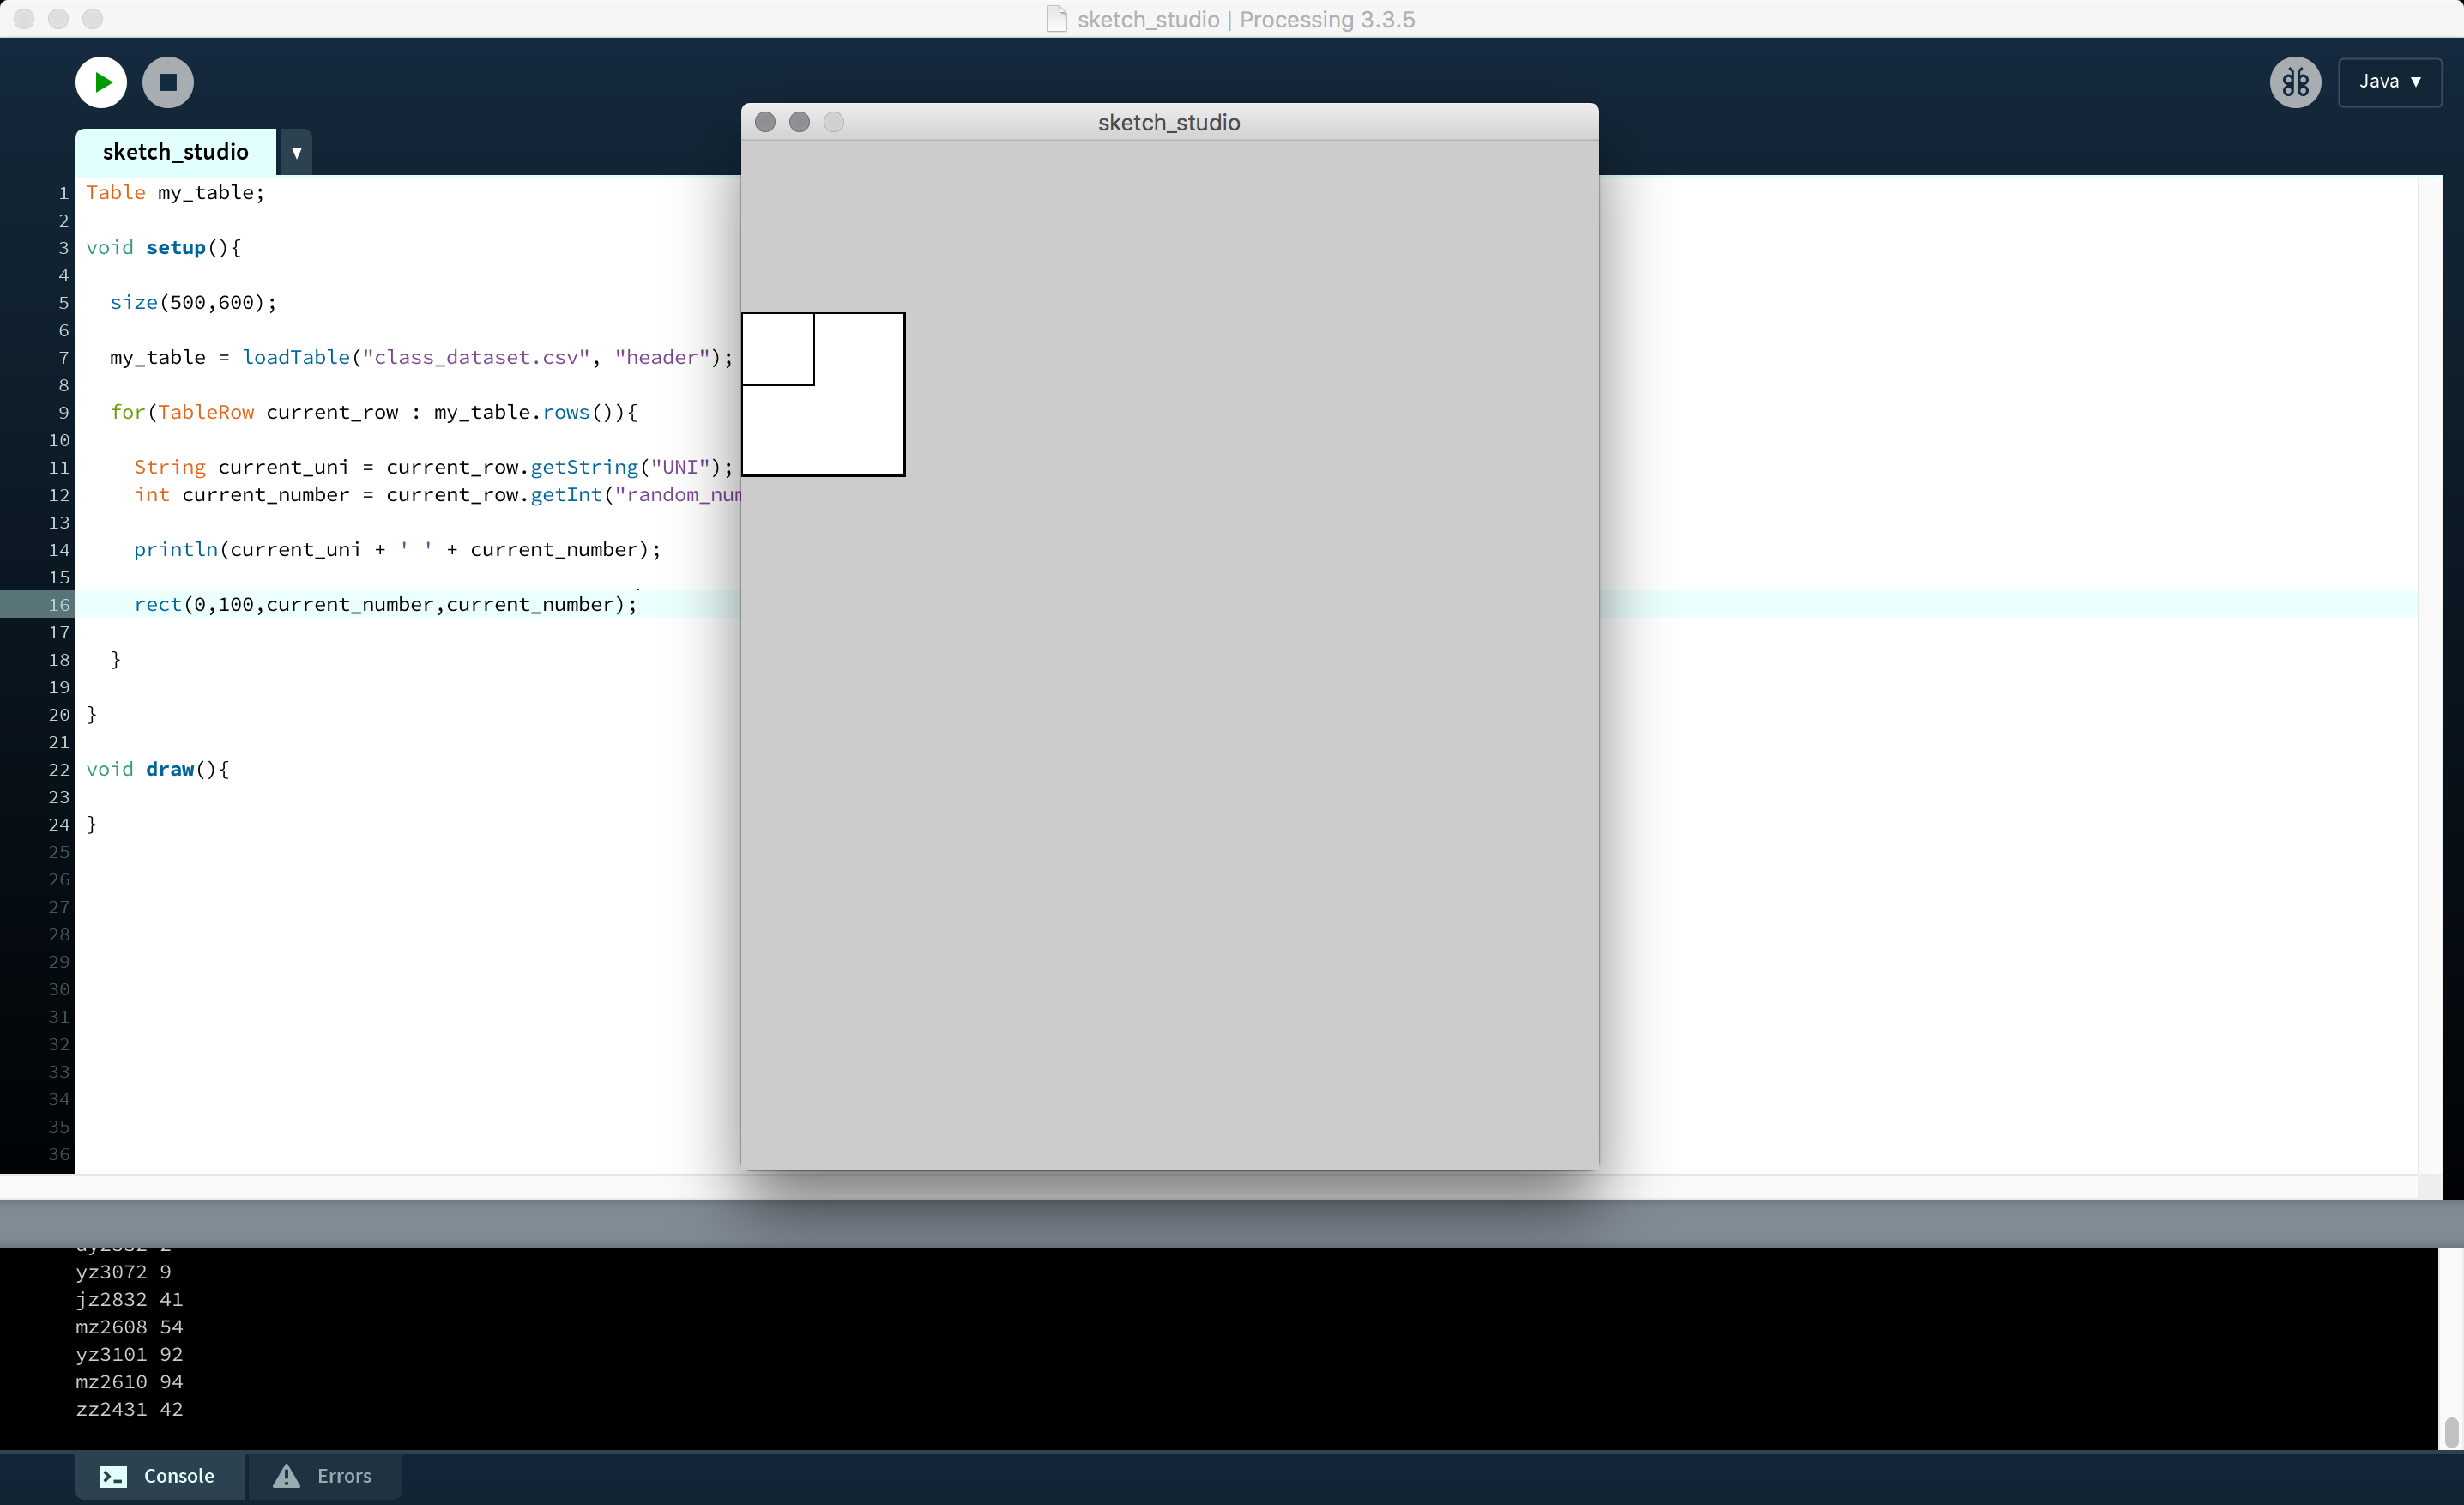 sketch_studio | Processing 3.3.5
Java ▼
sketch_studio ▼
sketch_studio
1 Table my_table;
2
3 void setup(){
4
5 size(500,600);
6
7 my_table = loadTable("class_dataset.csv", "header");
8
9 for(TableRow current_row : my_table.rows()){
10
11 String current_uni = current_row.getString("UNI");
12 int current_number = current_row.getInt("random_num
13
14 println(current_uni + ' ' + current_number);
15
16 rect(0,100,current_number,current_number);
17
18 }
19
20 }
21
22 void draw(){
23
24 }
25
26
27
28
29
30
31
32
33
34
35
36
yz3072 9
jz2832 41
mz2608 54
yz3101 92
mz2610 94
zz2431 42
Console Errors